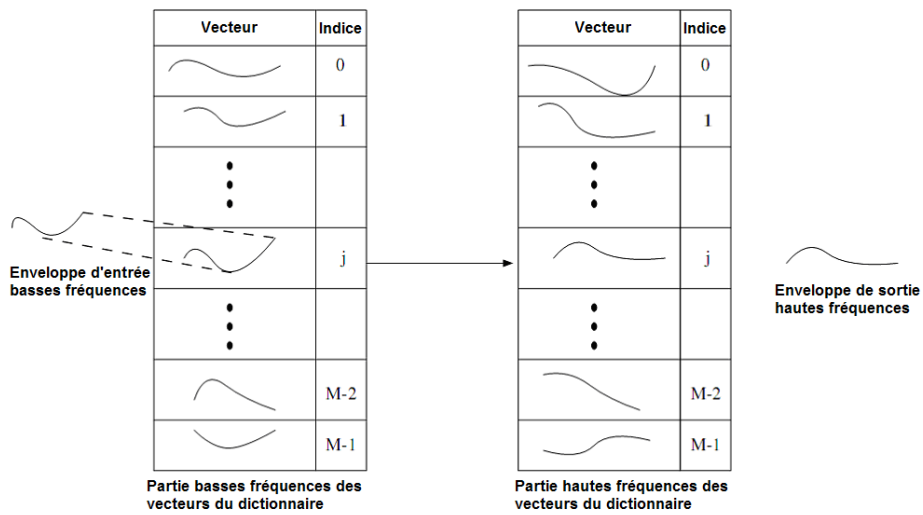 Vecteur Indice
0
1
j
M-2
M-1
Vecteur Indice
0
1
j
M-2
M-1
Enveloppe d'entrée
basses fréquences
Enveloppe de sortie
hautes fréquences
Partie basses fréquences des
vecteurs du dictionnaire
Partie hautes fréquences des
vecteurs du dictionnaire